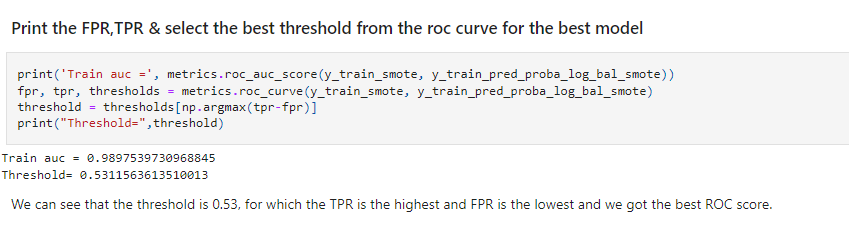 Print the FPR,TPR & select the best threshold from the roc curve for the best model
print('Train auc =', metrics.roc_auc_score(y_train_smote, y_train_pred_proba_log_bal_smote))
fpr, tpr, thresholds = metrics.roc_curve(y_train_smote, y_train_pred_proba_log_bal_smote)
threshold = thresholds[np.argmax(tpr-fpr)]
print("Threshold=",threshold)
Train auc = 0.9897539730968845
Threshold= 0.5311563613510013
We can see that the threshold is 0.53, for which the TPR is the highest and FPR is the lowest and we got the best ROC score.